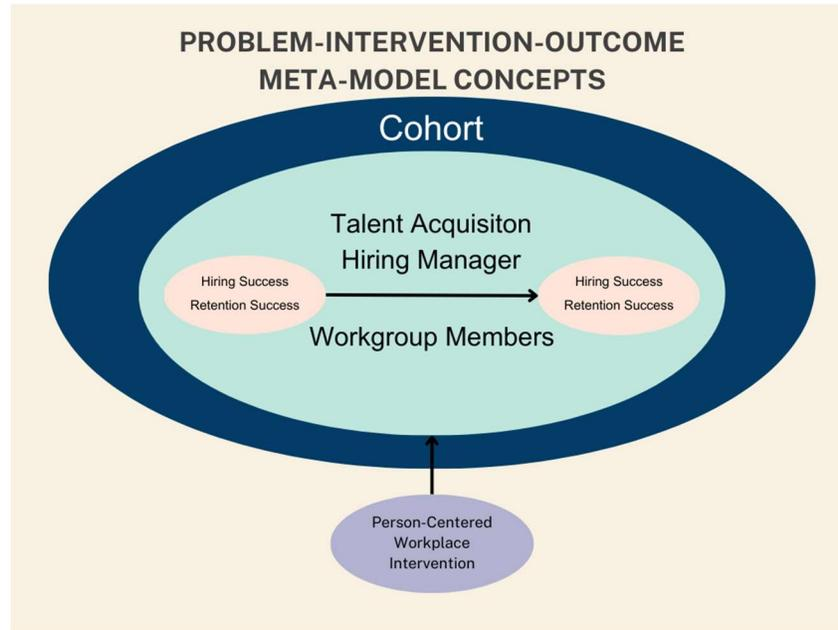 PROBLEM-INTERVENTION-OUTCOME
META-MODEL CONCEPTS
Cohort
Talent Acquisiton
Hiring Manager
Hiring Success
Retention Success
Hiring Success
Retention Success
Workgroup Members
Person-Centered
Workplace
Intervention